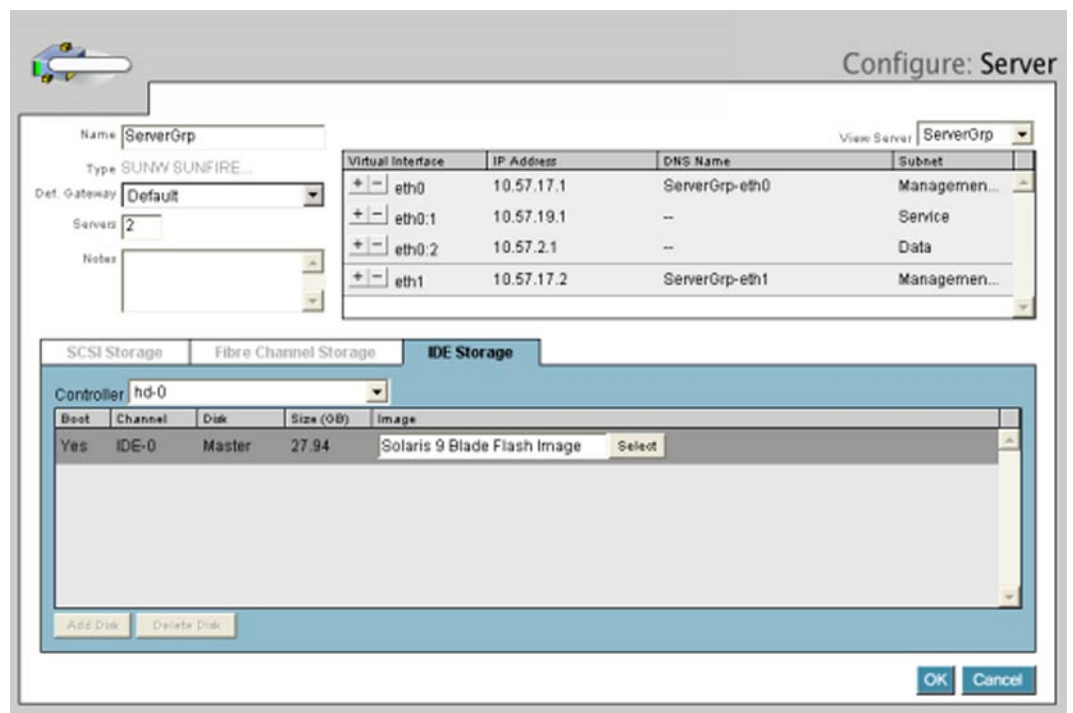 Configure: Server
Name ServerGrp
View Server ServerGrp
Type SUNW SUNFIRE...
Def. Gateway Default
Servers 2
Notes
Virtual Interface IP Address DNS Name Subnet
+ - eth0 10.57.17.1 ServerGrp-eth0 Managemen...
+ - eth0:1 10.57.19.1 -- Service
+ - eth0:2 10.57.2.1 -- Data
+ - eth1 10.57.17.2 ServerGrp-eth1 Managemen...
SCSI Storage Fibre Channel Storage IDE Storage
Controller hd-0
Boot Channel Disk Size (GB) Image
Yes IDE-0 Master 27.94 Solaris 9 Blade Flash Image Select
Add Disk Delete Disk
OK Cancel